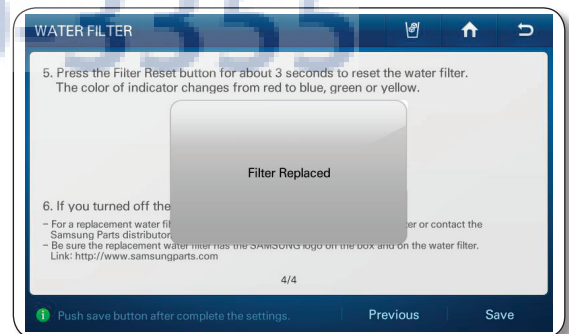 -3355
WATER FILTER
5. Press the Filter Reset button for about 3 seconds to reset the water filter.
The color of indicator changes from red to blue, green or yellow.
Filter Replaced
6. If you turned off the
- For a replacement water ter or contact the
Samsung Parts distributor
- Be sure the replacement water filter has the SAMSUNG logo on the box and on the water filter.
Link: http://www.samsungparts.com
4/4
Push save button after complete the settings.
Previous
Save